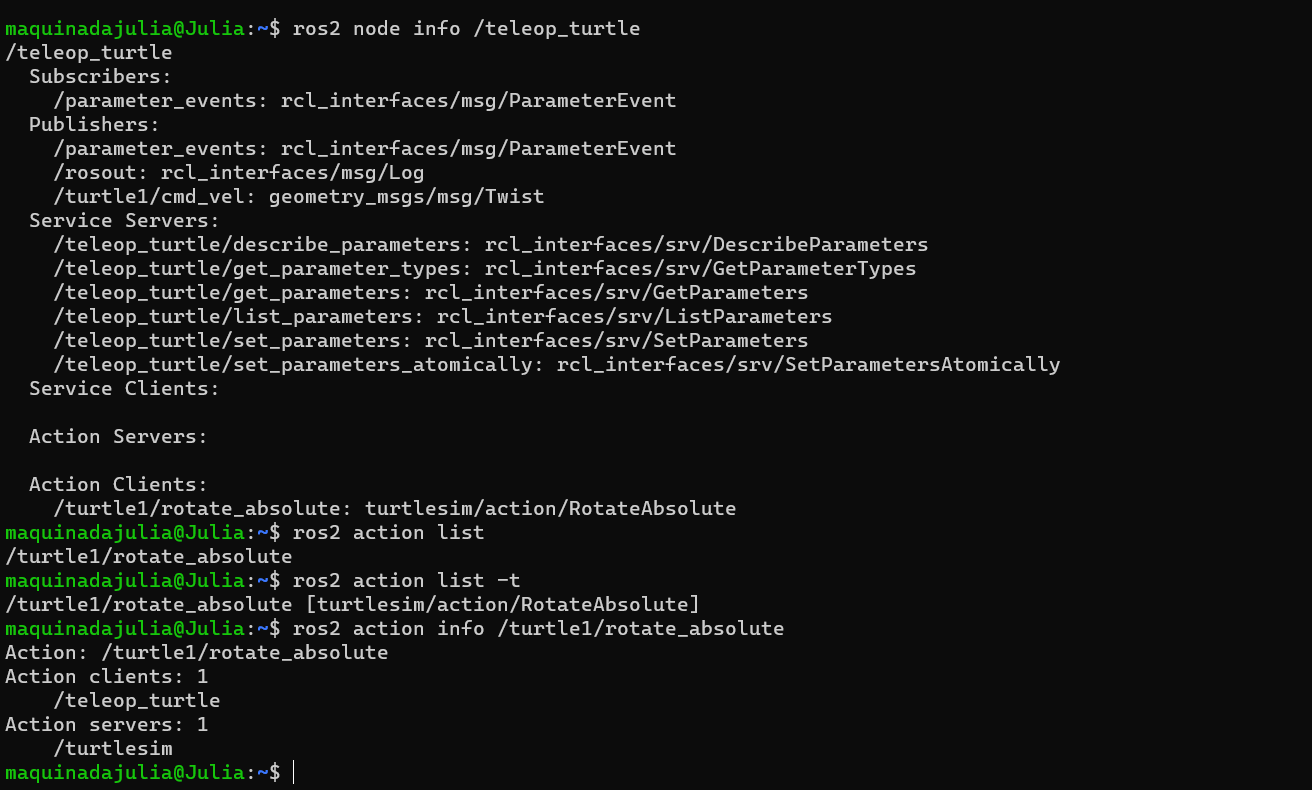 maquinadajulia@Julia:~$ ros2 node info /teleop_turtle
/teleop_turtle
  Subscribers:
    /parameter_events: rcl_interfaces/msg/ParameterEvent
  Publishers:
    /parameter_events: rcl_interfaces/msg/ParameterEvent
    /rosout: rcl_interfaces/msg/Log
    /turtle1/cmd_vel: geometry_msgs/msg/Twist
  Service Servers:
    /teleop_turtle/describe_parameters: rcl_interfaces/srv/DescribeParameters
    /teleop_turtle/get_parameter_types: rcl_interfaces/srv/GetParameterTypes
    /teleop_turtle/get_parameters: rcl_interfaces/srv/GetParameters
    /teleop_turtle/list_parameters: rcl_interfaces/srv/ListParameters
    /teleop_turtle/set_parameters: rcl_interfaces/srv/SetParameters
    /teleop_turtle/set_parameters_atomically: rcl_interfaces/srv/SetParametersAtomically
  Service Clients:
  Action Servers:
  Action Clients:
    /turtle1/rotate_absolute: turtlesim/action/RotateAbsolute
maquinadajulia@Julia:~$ ros2 action list
/turtle1/rotate_absolute
maquinadajulia@Julia:~$ ros2 action list -t
/turtle1/rotate_absolute [turtlesim/action/RotateAbsolute]
maquinadajulia@Julia:~$ ros2 action info /turtle1/rotate_absolute
Action: /turtle1/rotate_absolute
Action clients: 1
    /teleop_turtle
Action servers: 1
    /turtlesim
maquinadajulia@Julia:~$